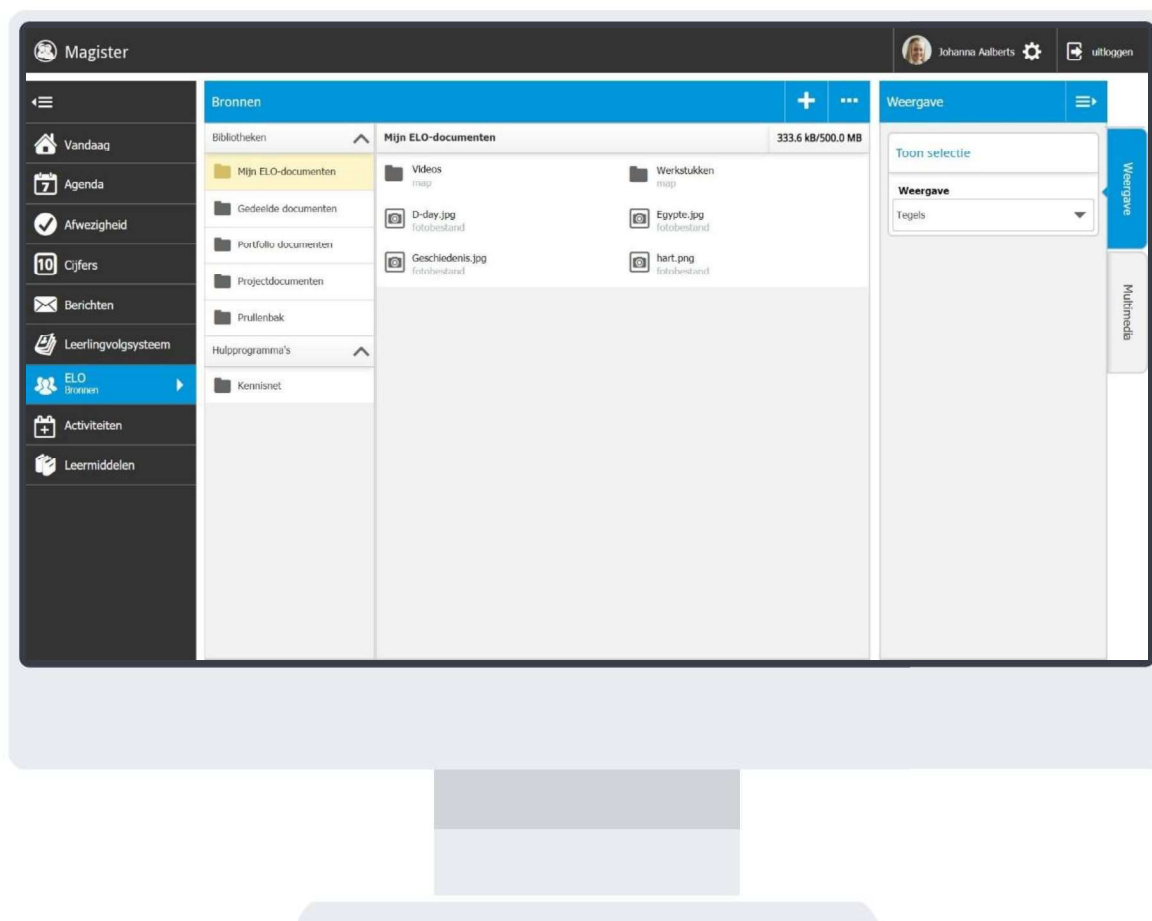 Magister
Johanna Aalberts
uitloggen
Vandaag
7
Agenda
Afwezigheid
10
Cijfers
Berichten
Leerlingvolgsysteem
ELO
Bronnen
Activiteiten
Leermiddelen
Bronnen
Bibliotheken
Mijn ELO-documenten
Gedeelde documenten
Portfolio documenten
Projectdocumenten
Prullenbak
Hulpprogramma's
Kennisnet
Mijn ELO-documenten
333.6 kB/500.0 MB
Videos
map
Werkstukken
map
D-day.jpg
fotobestand
Egypte.jpg
fotobestand
Geschiedenis.jpg
fotobestand
hart.png
fotobestand
Weergave
Toon selectie
Weergave
Tegels
Weergave
Multimedia